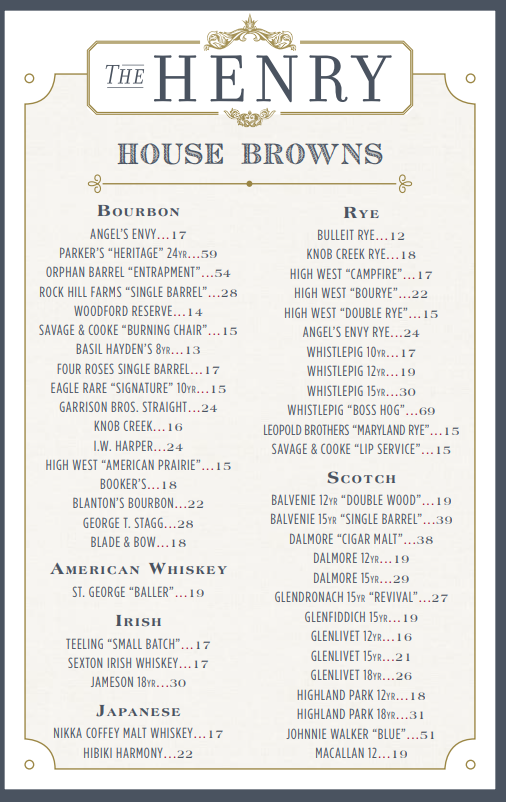 THE HENRY
HOUSE BROWNS
BOURBON
ANGEL'S ENVY...17
PARKER'S “HERITAGE” 24YR...59
ORPHAN BARREL “ENTRAPMENT”...54
ROCK HILL FARMS “SINGLE BARREL”...28
WOODFORD RESERVE...14
SAVAGE & COOKE “BURNING CHAIR”...15
BASIL HAYDEN'S 8YR...13
FOUR ROSES SINGLE BARREL...17
EAGLE RARE “SIGNATURE” 10YR...15
GARRISON BROS. STRAIGHT...24
KNOB CREEK...16
I.W. HARPER...24
HIGH WEST “AMERICAN PRAIRIE”...15
BOOKER'S...18
BLANTON'S BOURBON...22
GEORGE T. STAGG...28
BLADE & BOW...18
AMERICAN WHISKEY
ST. GEORGE “BALLER”...19
IRISH
TEELING “SMALL BATCH”...17
SEXTON IRISH WHISKEY...17
JAMESON 18YR...30
JAPANESE
NIKKA COFFEY MALT WHISKEY...17
HIBIKI HARMONY...22
RYE
BULLEIT RYE...12
KNOB CREEK RYE...18
HIGH WEST “CAMPFIRE”...17
HIGH WEST “BOURYE”...22
HIGH WEST “DOUBLE RYE”...15
ANGEL'S ENVY RYE...24
WHISTLEPIG 10YR...17
WHISTLEPIG 12YR...19
WHISTLEPIG 15YR...30
WHISTLEPIG “BOSS HOG”...69
LEOPOLD BROTHERS “MARYLAND RYE”...15
SAVAGE & COOKE “LIP SERVICE”...15
SCOTCH
BALVENIE 12YR “DOUBLE WOOD”...19
BALVENIE 15YR “SINGLE BARREL”...39
DALMORE “CIGAR MALT”...38
DALMORE 12YR...19
DALMORE 15YR...29
GLENDRONACH 15YR “REVIVAL”...27
GLENFIDDICH 15YR...19
GLENLIVET 12YR...16
GLENLIVET 15YR...21
GLENLIVET 18YR...26
HIGHLAND PARK 12YR...18
HIGHLAND PARK 18YR...31
JOHNNIE WALKER “BLUE”...51
MACALLAN 12...19